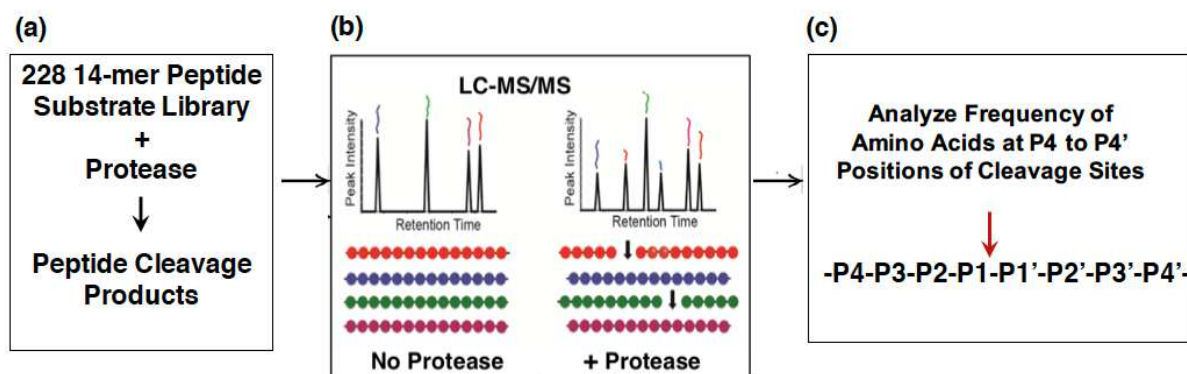 (a)
228 14-mer Peptide
Substrate Library
+
Protease
Peptide Cleavage
Products
(b)
LC-MS/MS
Peak Intensity
Retention Time
Peak Intensity
Retention Time
No Protease
+ Protease
(c)
Analyze Frequency of
Amino Acids at P4 to P4’
Positions of Cleavage Sites
-P4-P3-P2-P1-P1’-P2’-P3’-P4’-